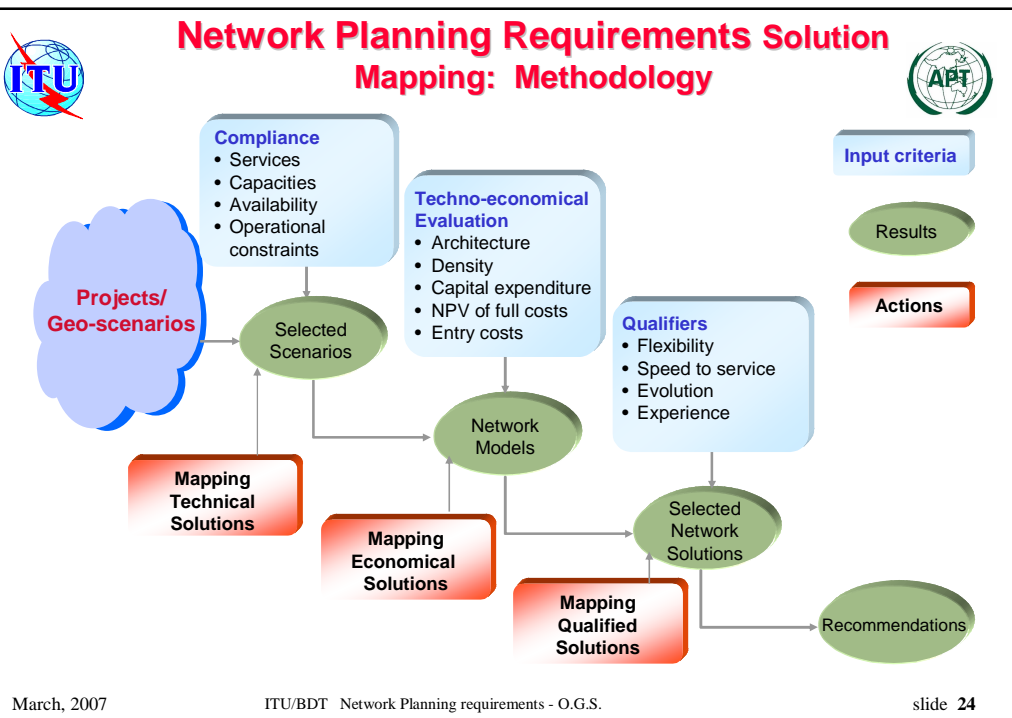 Network Planning Requirements Solution
Mapping: Methodology
ITU
APT
Compliance
• Services
• Capacities
• Availability
• Operational
constraints
Techno-economical
Evaluation
• Architecture
• Density
• Capital expenditure
• NPV of full costs
• Entry costs
Qualifiers
• Flexibility
• Speed to service
• Evolution
• Experience
Input criteria
Results
Actions
Projects/
Geo-scenarios
Selected
Scenarios
Network
Models
Selected
Network
Solutions
Recommendations
Mapping
Technical
Solutions
Mapping
Economical
Solutions
Mapping
Qualified
Solutions
March, 2007
ITU/BDT Network Planning requirements - O.G.S.
slide 24